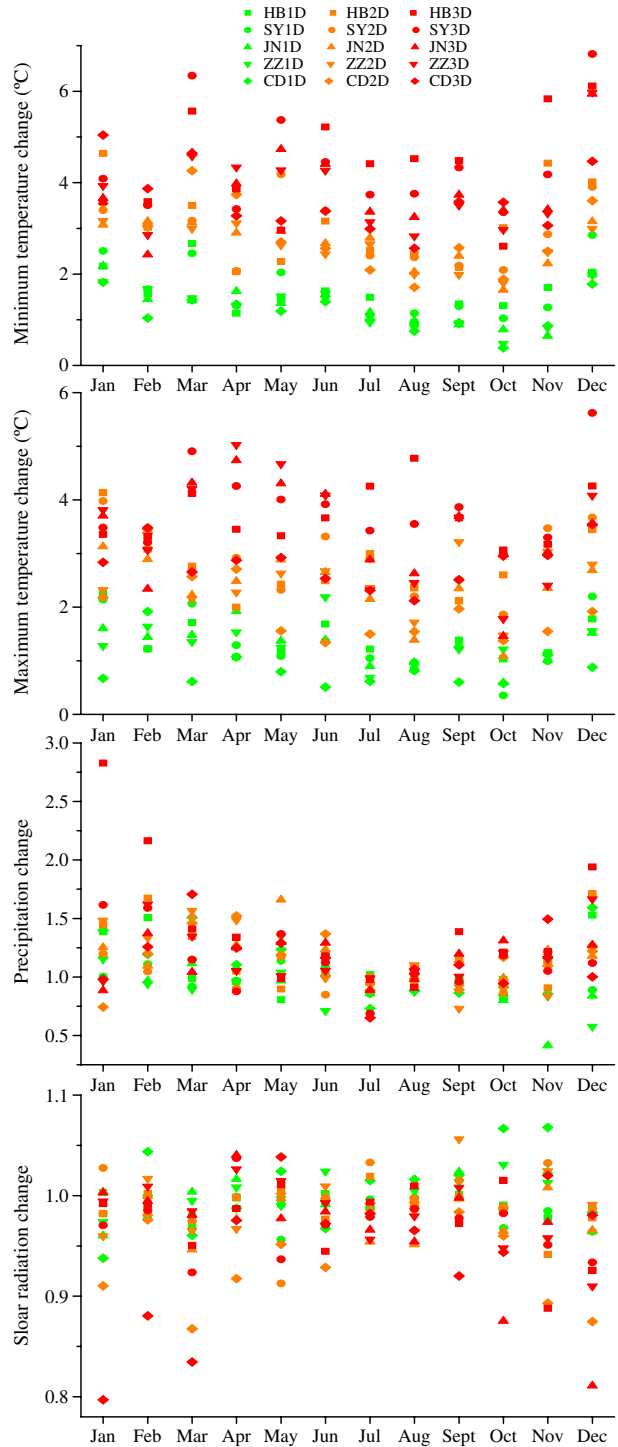 HB1D HB2D HB3D
SY1D SY2D SY3D
JN1D JN2D JN3D
ZZ1D ZZ2D ZZ3D
CD1D CD2D CD3D
Minimum temperature change (ºC)
6
4
2
0
Jan Feb Mar Apr May Jun Jul Aug Sept Oct Nov Dec
Maximum temperature change (ºC)
6
4
2
0
Jan Feb Mar Apr May Jun Jul Aug Sept Oct Nov Dec
Precipitation change
3.0
2.5
2.0
1.5
1.0
0.5
Jan Feb Mar Apr May Jun Jul Aug Sept Oct Nov Dec
Sloar radiation change
1.1
1.0
0.9
0.8
Jan Feb Mar Apr May Jun Jul Aug Sept Oct Nov Dec